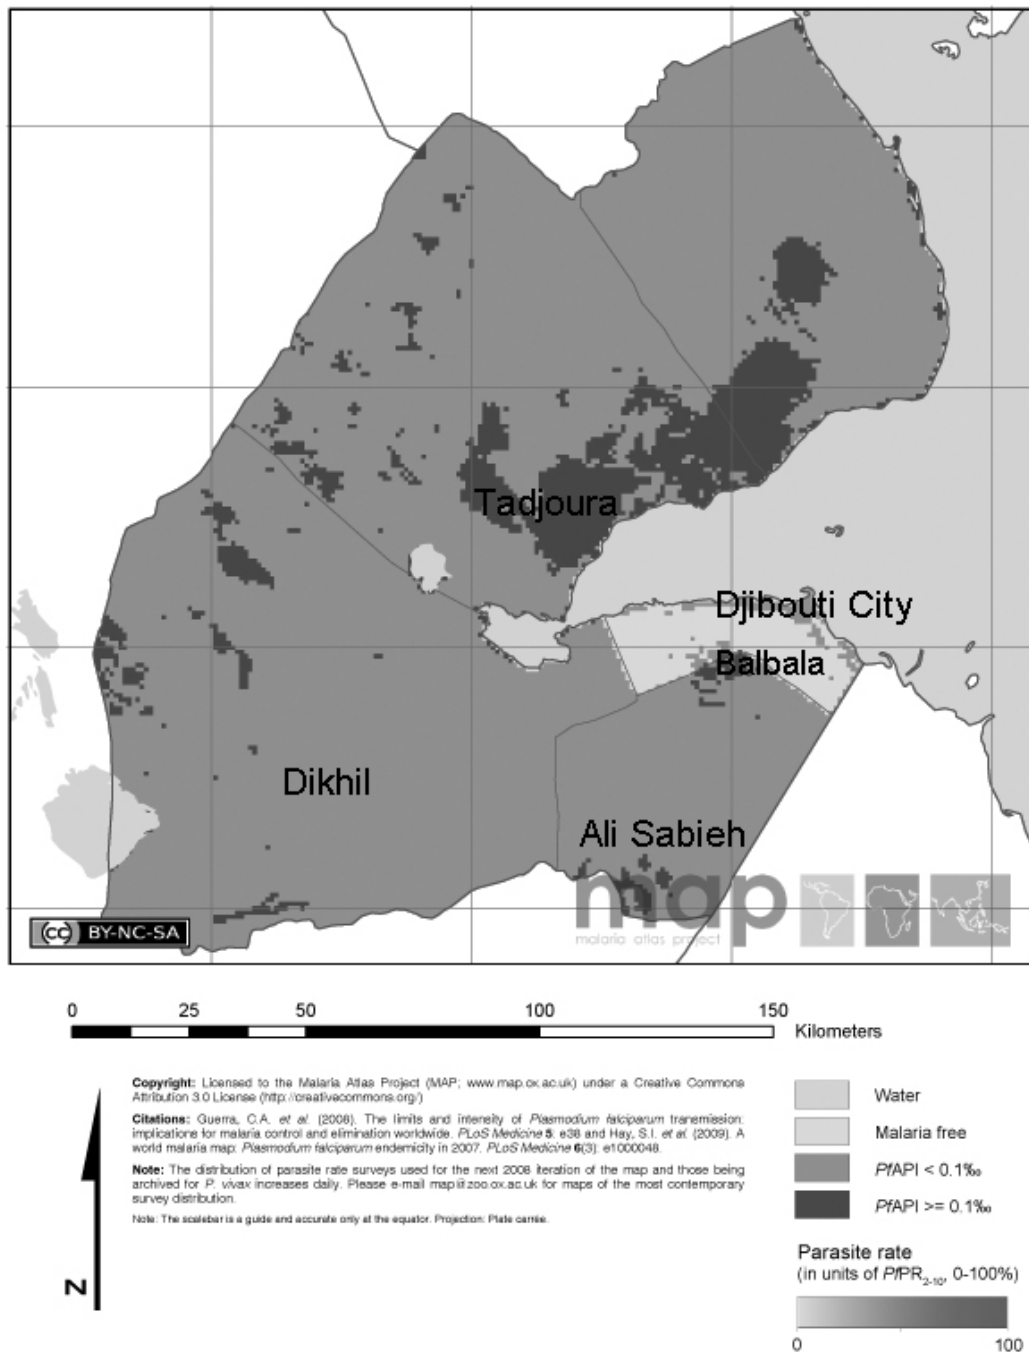 Tadjoura
Djibouti City
Balbala
Dikhil
Ali Sabieh
map
malaria atlas project
cc BY-NC-SA
0 25 50 100 150
Kilometers
Copyright: Licensed to the Malaria Atlas Project (MAP; www.map.ox.ac.uk) under a Creative Commons
Attribution 3.0 License (http://creativecommons.org/)
Citations: Guerra, C.A. et al. (2008). The limits and intensity of Plasmodium falciparum transmission:
implications for malaria control and elimination worldwide. PLoS Medicine 5: e38 and Hay, S.I. et al. (2009). A
world malaria map: Plasmodium falciparum endemicity in 2007. PLoS Medicine 6(3): e1000048.
Note: The distribution of parasite rate surveys used for the next 2008 iteration of the map and those being
archived for P. vivax increases daily. Please e-mail map@zoo.ox.ac.uk for maps of the most contemporary
survey distribution.
Note: The scalebar is a guide and accurate only at the equator. Projection: Plate carrée.
N
Water
Malaria free
PfAPI < 0.1‰
PfAPI >= 0.1‰
Parasite rate
(in units of PfPR2-10, 0-100%)
0 100